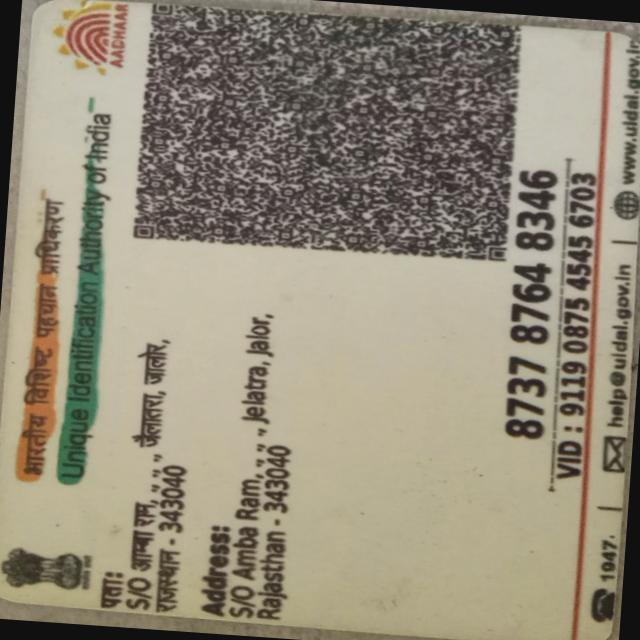 भारतीय विशिष्ट पहचान प्राधिकरण
Unique Identification Authority of India
AADHAAR
पता:
S/O आम्बा राम, , , , ,, जैलातरा, जालोर,
राजस्थान - 343040
Address:
S/O Amba Ram, , , ,, Jelatra, Jalor,
Rajasthan - 343040
8737 8764 8346
VID : 9119 0875 4545 6703
1947. | help@uidai.gov.in | www.uidai.gov.in